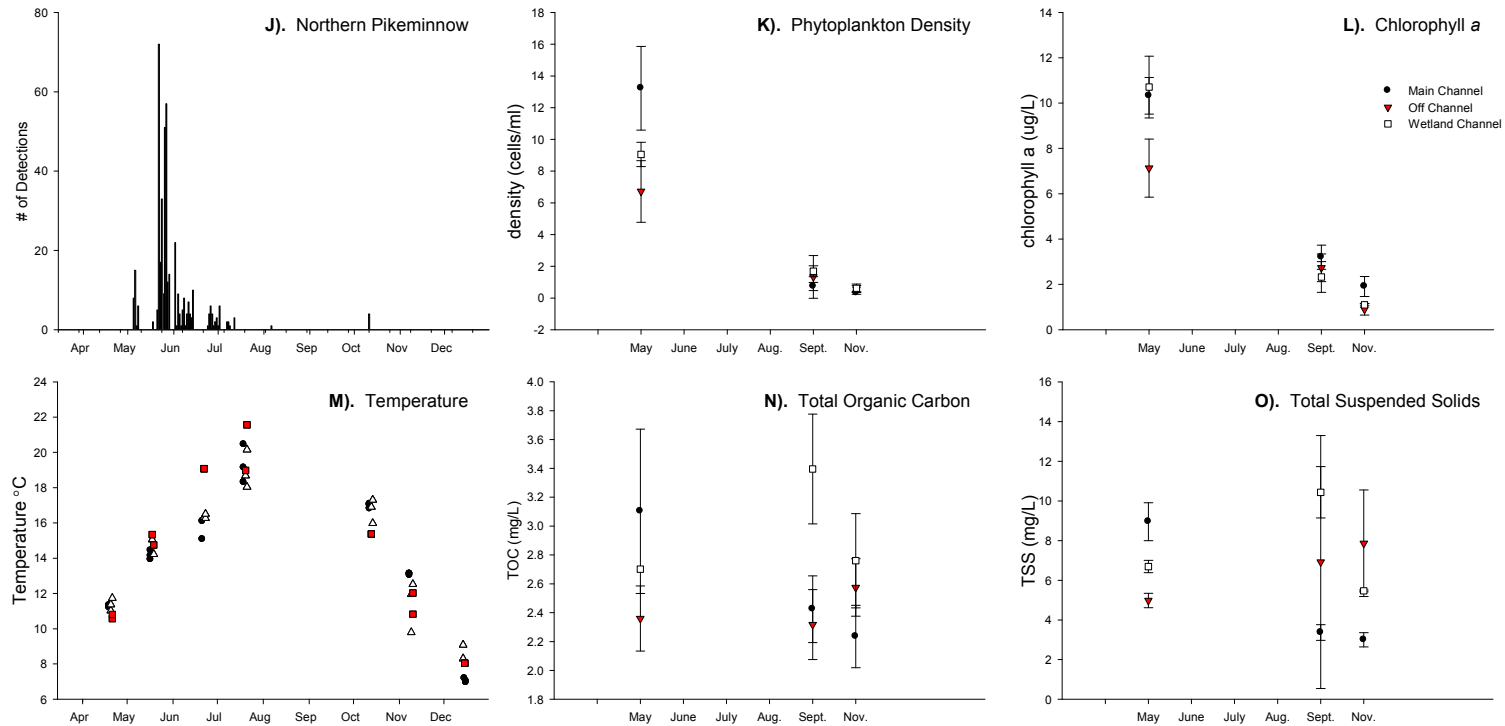 J). Northern Pikeminnow
80
60
40
20
0
# of Detections
Apr May Jun Jul Aug Sep Oct Nov Dec
K). Phytoplankton Density
18
16
14
12
10
8
6
4
2
0
-2
density (cells/ml)
May June July Aug. Sept. Nov.
L). Chlorophyll a
14
12
10
8
6
4
2
0
chlorophyll a (ug/L)
Main Channel
Off Channel
Wetland Channel
May June July Aug. Sept. Nov.
M). Temperature
24
22
20
18
16
14
12
10
8
6
Temperature °C
Apr May Jun Jul Aug Sep Oct Nov Dec
N). Total Organic Carbon
4.0
3.8
3.6
3.4
3.2
3.0
2.8
2.6
2.4
2.2
2.0
1.8
TOC (mg/L)
May June July Aug. Sept. Nov.
O). Total Suspended Solids
16
14
12
10
8
6
4
2
0
TSS (mg/L)
May June July Aug. Sept. Nov.